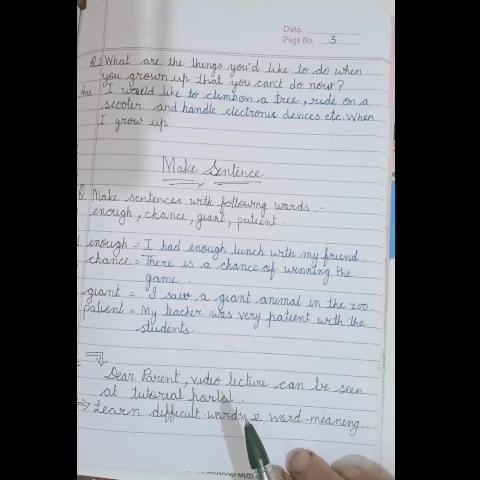 Date.
Page No. 3
Q.2 What are the things you'd like to do when
you grown up that you can't do now?
Ans I would like to climb on a tree, ride on a
scooter and handle electronic devices etc. When
I grow up
Make Sentence
Q. Make sentences with following words. -
enough, chance, giant, patient.
enough = I had enough lunch with my friend.
chance = There is a chance of winning the
game.
giant = I saw a giant animal in the zoo.
patient = My teacher was very patient with the
students.
Dear Parent, video lecture can be seen
at tutorial portal.
⇒ Learn difficult-words & word-meaning.